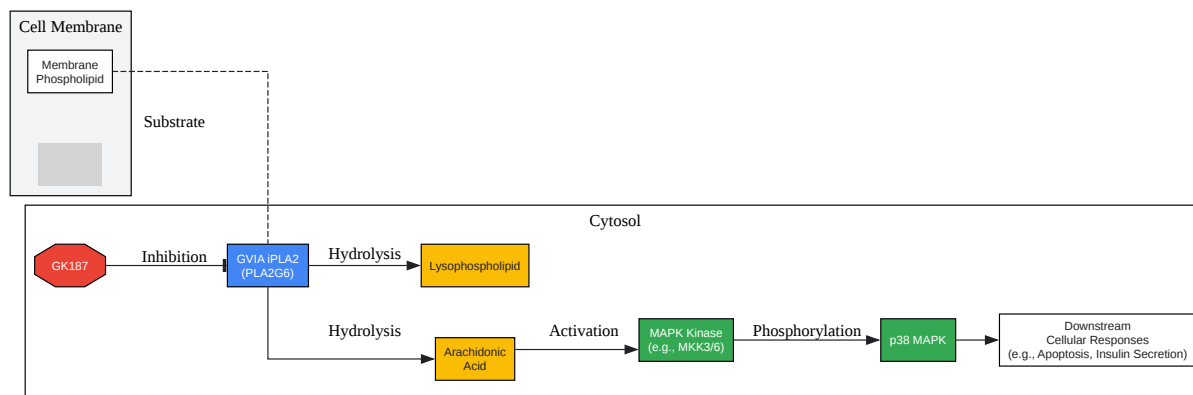 Cell Membrane
Membrane
Phospholipid
Substrate
Cytosol
GK187
Inhibition
GVIA iPLA2
(PLA2G6)
Hydrolysis
Lysophospholipid
Hydrolysis
Arachidonic
Acid
Activation
MAPK Kinase
(e.g., MKK3/6)
Phosphorylation
p38 MAPK
Downstream
Cellular Responses
(e.g., Apoptosis, Insulin Secretion)